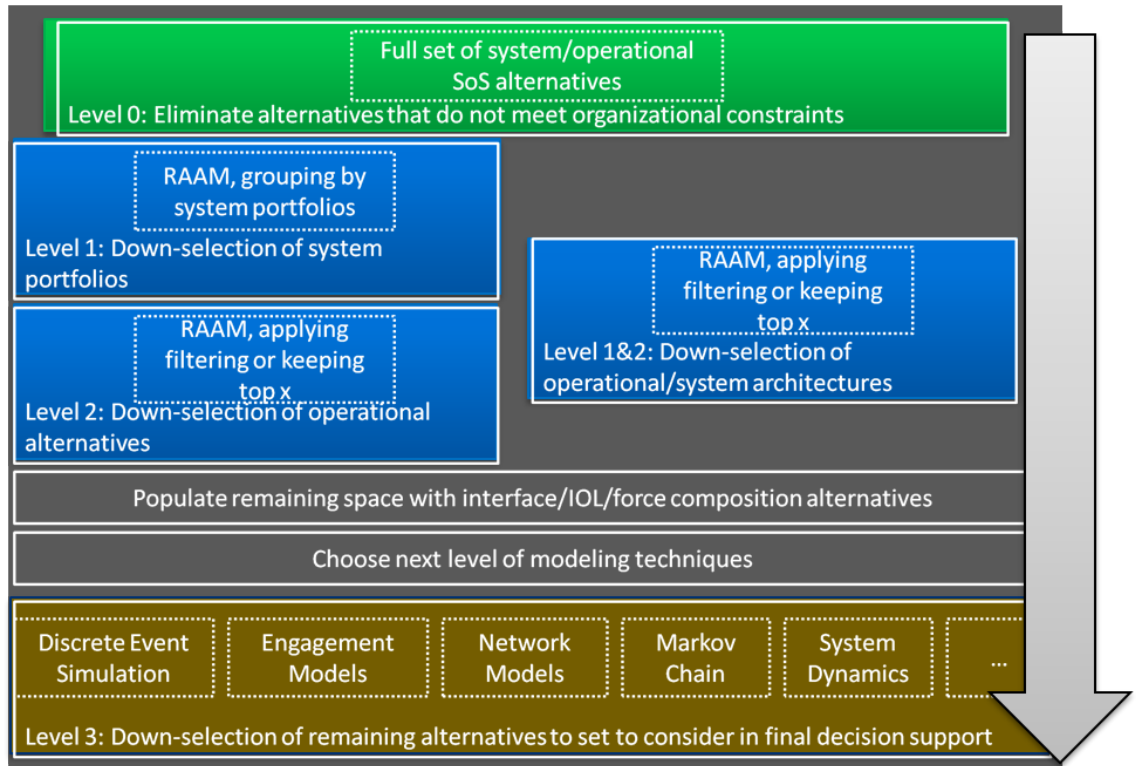 Full set of system/operational
SoS alternatives
Level 0: Eliminate alternatives that do not meet organizational constraints
RAAM, grouping by
system portfolios
Level 1: Down-selection of system
portfolios
RAAM, applying
filtering or keeping
top x
Level 2: Down-selection of operational
alternatives
RAAM, applying
filtering or keeping
top x
Level 1&2: Down-selection of
operational/system architectures
Populate remaining space with interface/IOL/force composition alternatives
Choose next level of modeling techniques
Discrete Event
Simulation
Engagement
Models
Network
Models
Markov
Chain
System
Dynamics
...
Level 3: Down-selection of remaining alternatives to set to consider in final decision support